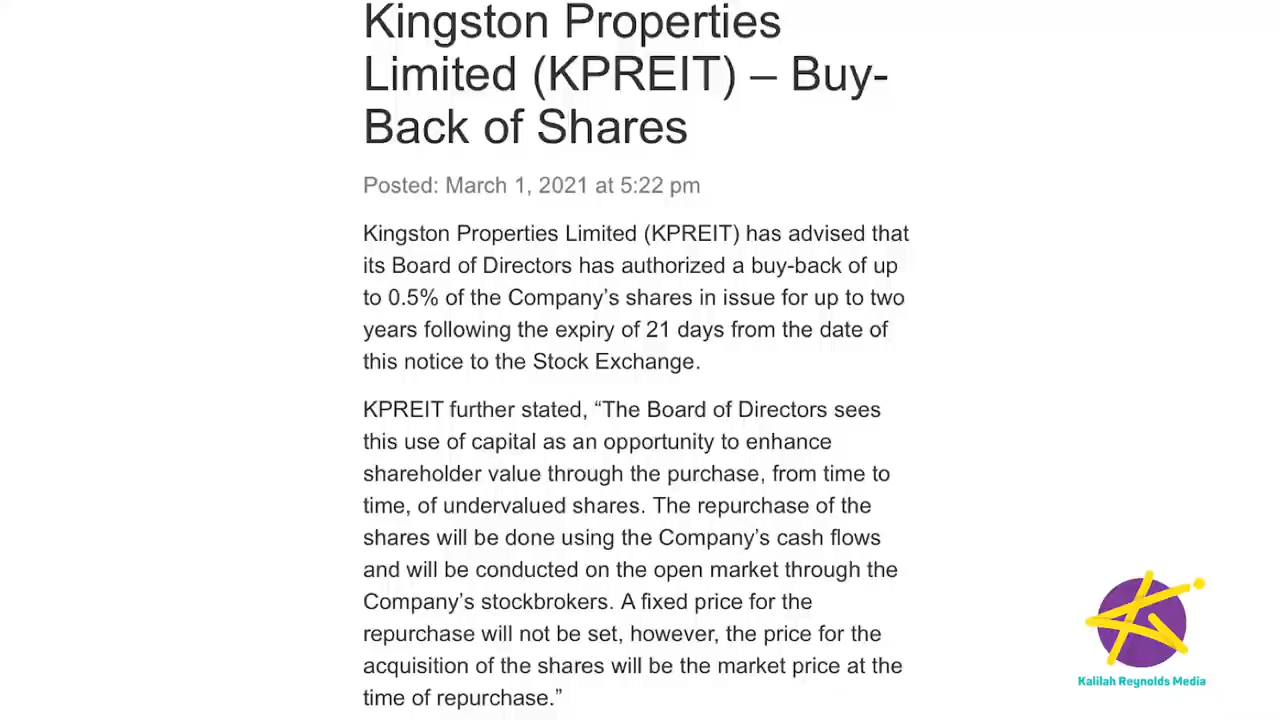 Kingston Properties
Limited (KPREIT) – Buy-
Back of Shares
Posted: March 1, 2021 at 5:22 pm
Kingston Properties Limited (KPREIT) has advised that
its Board of Directors has authorized a buy-back of up
to 0.5% of the Company’s shares in issue for up to two
years following the expiry of 21 days from the date of
this notice to the Stock Exchange.
KPREIT further stated, “The Board of Directors sees
this use of capital as an opportunity to enhance
shareholder value through the purchase, from time to
time, of undervalued shares. The repurchase of the
shares will be done using the Company’s cash flows
and will be conducted on the open market through the
Company’s stockbrokers. A fixed price for the
repurchase will not be set, however, the price for the
acquisition of the shares will be the market price at the
time of repurchase.”
Kalilah Reynolds Media